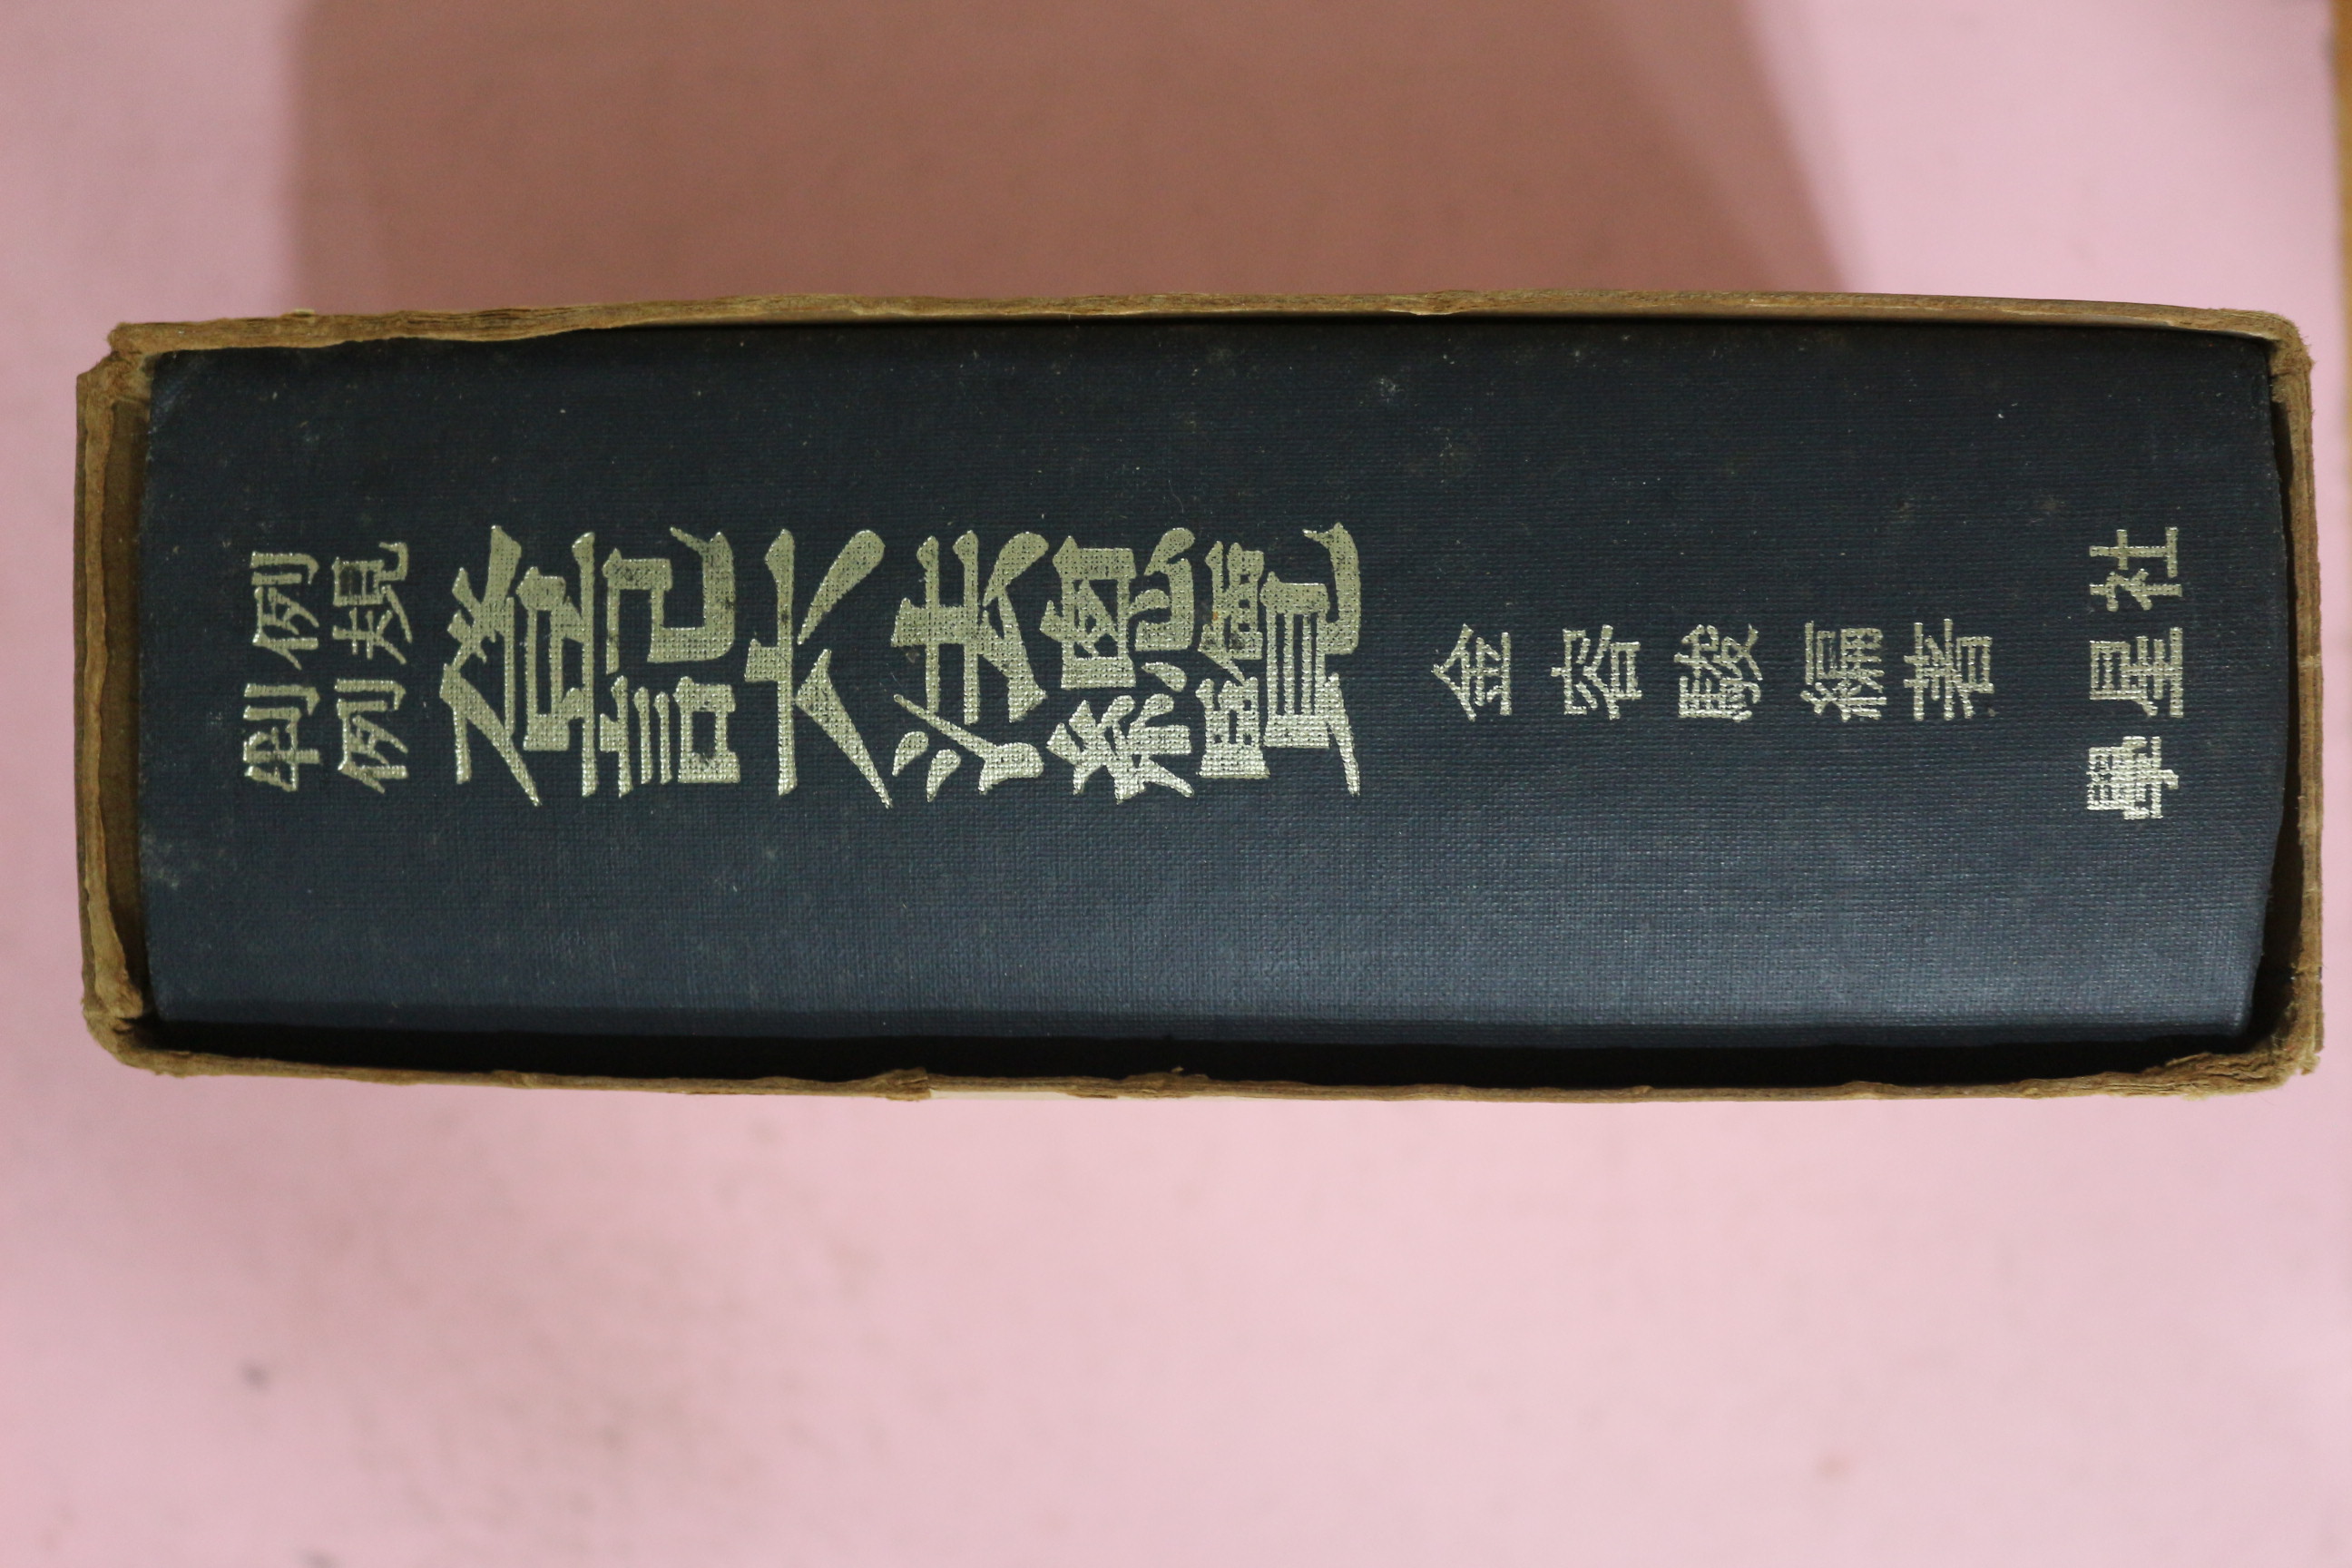 判例
例規
登記大法總覽
金容駿編著
學星社